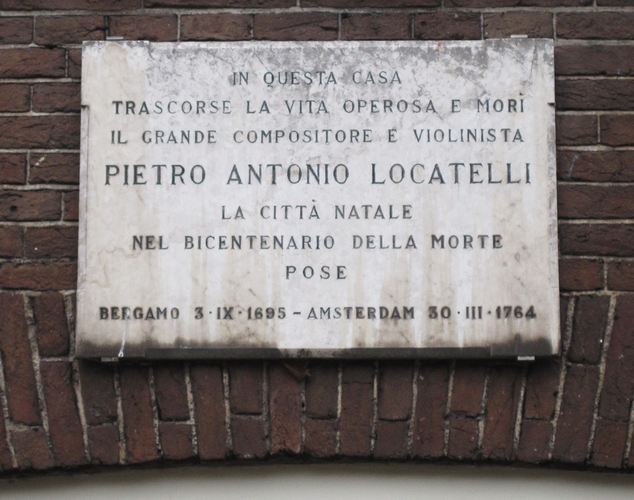 IN QUESTA CASA
TRASCORSE LA VITA OPEROSA E MORÌ
IL GRANDE COMPOSITORE E VIOLINISTA
PIETRO ANTONIO LOCATELLI
LA CITTÀ NATALE
NEL BICENTENARIO DELLA MORTE
POSE
BERGAMO 3·IX·1695 - AMSTERDAM 30·III·1764